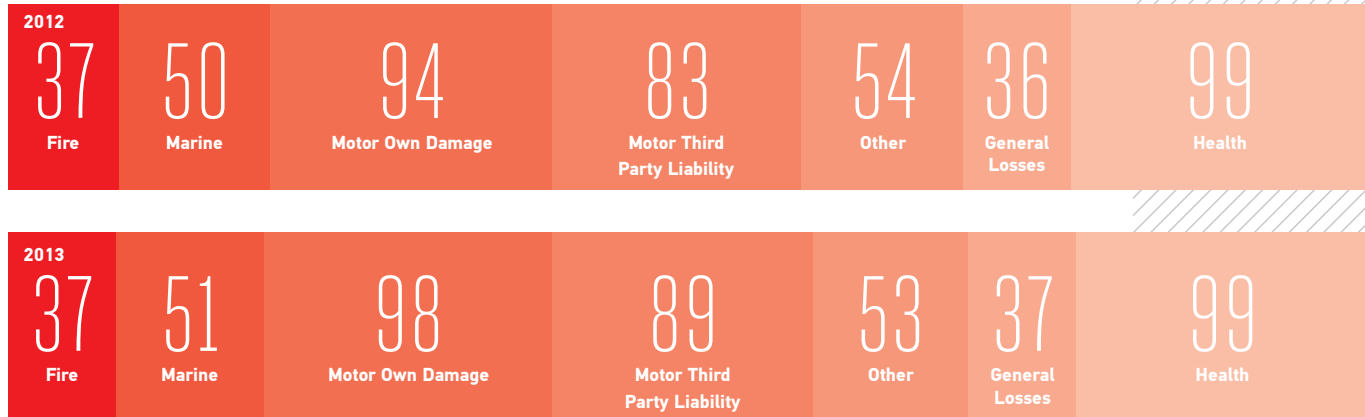 2012
37 50 94 83 54 36 99
Fire Marine Motor Own Damage Motor Third Other General Health
Party Liability Losses
2013
37 51 98 89 53 37 99
Fire Marine Motor Own Damage Motor Third Other General Health
Party Liability Losses